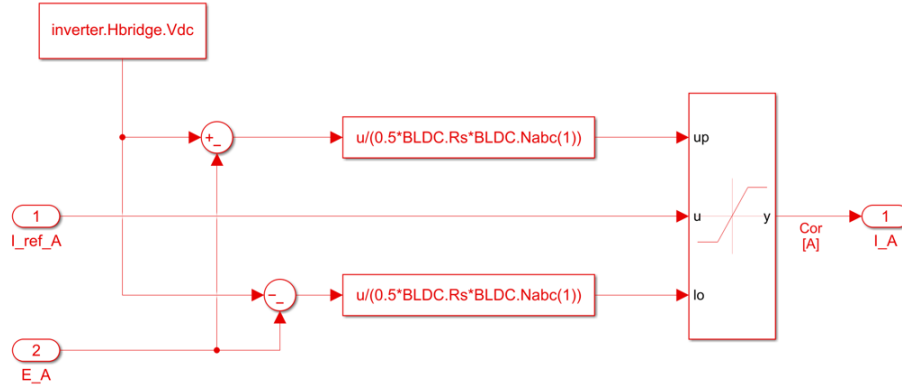 inverter.Hbridge.Vdc
+
-
u/(0.5*BLDC.Rs*BLDC.Nabc(1))
up
1
I_ref_A
u
y
Cor
[A]
1
I_A
-
-
u/(0.5*BLDC.Rs*BLDC.Nabc(1))
lo
2
E_A